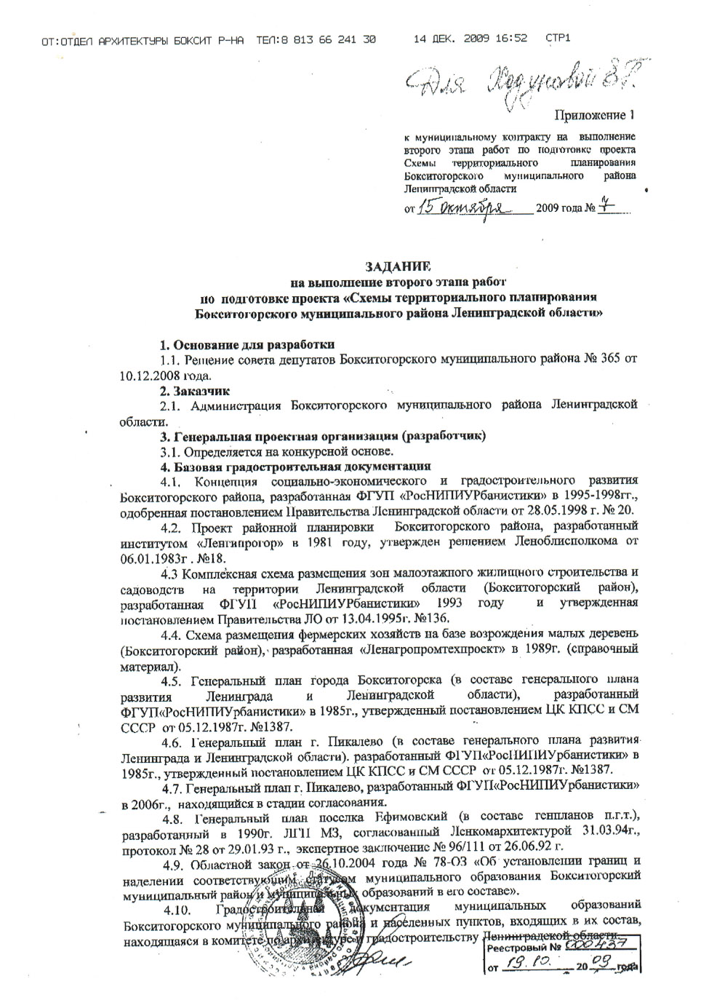 ОТ:ОТДЕЛ АРХИТЕКТУРЫ БОКСИТ Р-НА ТЕЛ:8 813 66 241 30 14 ДЕК. 2009 16:52 СТР1
Для Ходуновой З.Г.
Приложение 1
к муниципальному контракту на выполнение
второго этапа работ по подготовке проекта
Схемы территориального планирования
Бокситогорского муниципального района
Ленинградской области
от 15 октября 2009 года № 7
ЗАДАНИЕ
на выполнение второго этапа работ
по подготовке проекта «Схемы территориального планирования
Бокситогорского муниципального района Ленинградской области»
1. Основание для разработки
1.1. Решение совета депутатов Бокситогорского муниципального района № 365 от
10.12.2008 года.
2. Заказчик
2.1. Администрация Бокситогорского муниципального района Ленинградской
области.
3. Генеральная проектная организация (разработчик)
3.1. Определяется на конкурсной основе.
4. Базовая градостроительная документация
4.1. Концепция социально-экономического и градостроительного развития
Бокситогорского района, разработанная ФГУП «РосНИПИУРбанистики» в 1995-1998гг.,
одобренная постановлением Правительства Ленинградской области от 28.05.1998 г. № 20.
4.2. Проект районной планировки Бокситогорского района, разработанный
институтом «Ленгипрогор» в 1981 году, утвержден решением Леноблисполкома от
06.01.1983г . №18.
4.3 Комплексная схема размещения зон малоэтажного жилищного строительства и
садоводств на территории Ленинградской области (Бокситогорский район),
разработанная ФГУП «РосНИПИУРбанистики» 1993 году и утвержденная
постановлением Правительства ЛО от 13.04.1995г. №136.
4.4. Схема размещения фермерских хозяйств на базе возрождения малых деревень
(Бокситогорский район), разработанная «Ленагропромтехпроект» в 1989г. (справочный
материал).
4.5. Генеральный план города Бокситогорска (в составе генерального плана
развития Ленинграда и Ленинградской области), разработанный
ФГУП«РосНИПИУрбанистики» в 1985г., утвержденный постановлением ЦК КПСС и СМ
СССР от 05.12.1987г. №1387.
4.6. Генеральный план г. Пикалево (в составе генерального плана развития
Ленинграда и Ленинградской области). разработанный ФГУП«РосНИПИУрбанистики» в
1985г., утвержденный постановлением ЦК КПСС и СМ СССР от 05.12.1987г. №1387.
4.7. Генеральный план г. Пикалево, разработанный ФГУП«РосНИПИУрбанистики»
в 2006г., находящийся в стадии согласования.
4.8. Генеральный план поселка Ефимовский (в составе генпланов п.г.т.),
разработанный в 1990г. ЛГП МЗ, согласованный Ленкомархитектурой 31.03.94г.,
протокол № 28 от 29.01.93 г., экспертное заключение № 96/111 от 26.06.92 г.
4.9. Областной закон от 26.10.2004 года № 78-ОЗ «Об установлении границ и
наделении соответствующим статусом муниципального образования Бокситогорский
муниципальный район и муниципальных образований в его составе».
4.10. Градостроительная документация муниципальных образований
Бокситогорского муниципального района и населенных пунктов, входящих в их состав,
находящаяся в комитете по архитектуре и градостроительству Ленинградской области.
Реестровый № 000437
от 19.10. 2009 года